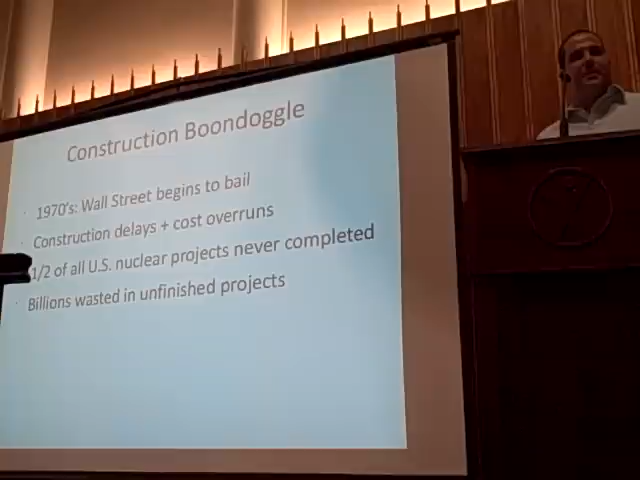 Construction Boondoggle
1970's: Wall Street begins to bail
Construction delays + cost overruns
1/2 of all U.S. nuclear projects never completed
Billions wasted in unfinished projects